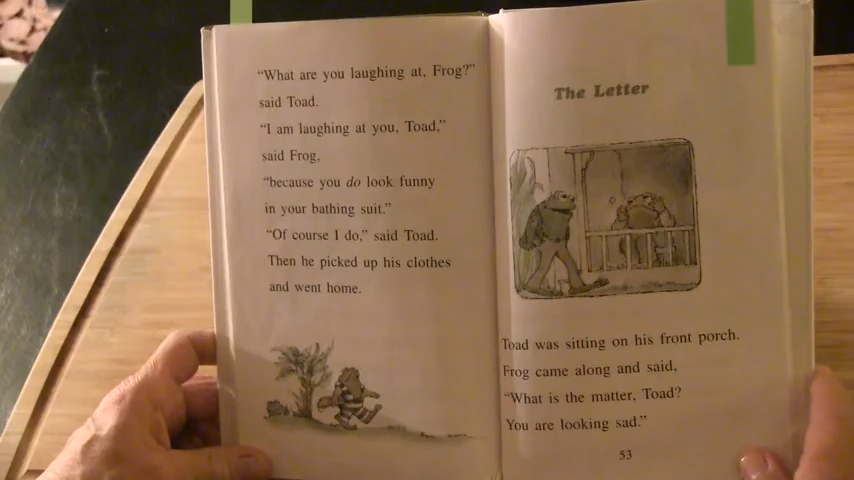 “What are you laughing at, Frog?”
said Toad.
“I am laughing at you, Toad,”
said Frog,
“because you do look funny
in your bathing suit.”
“Of course I do,” said Toad.
Then he picked up his clothes
and went home.
The Letter
Toad was sitting on his front porch.
Frog came along and said,
“What is the matter, Toad?
You are looking sad.”
53